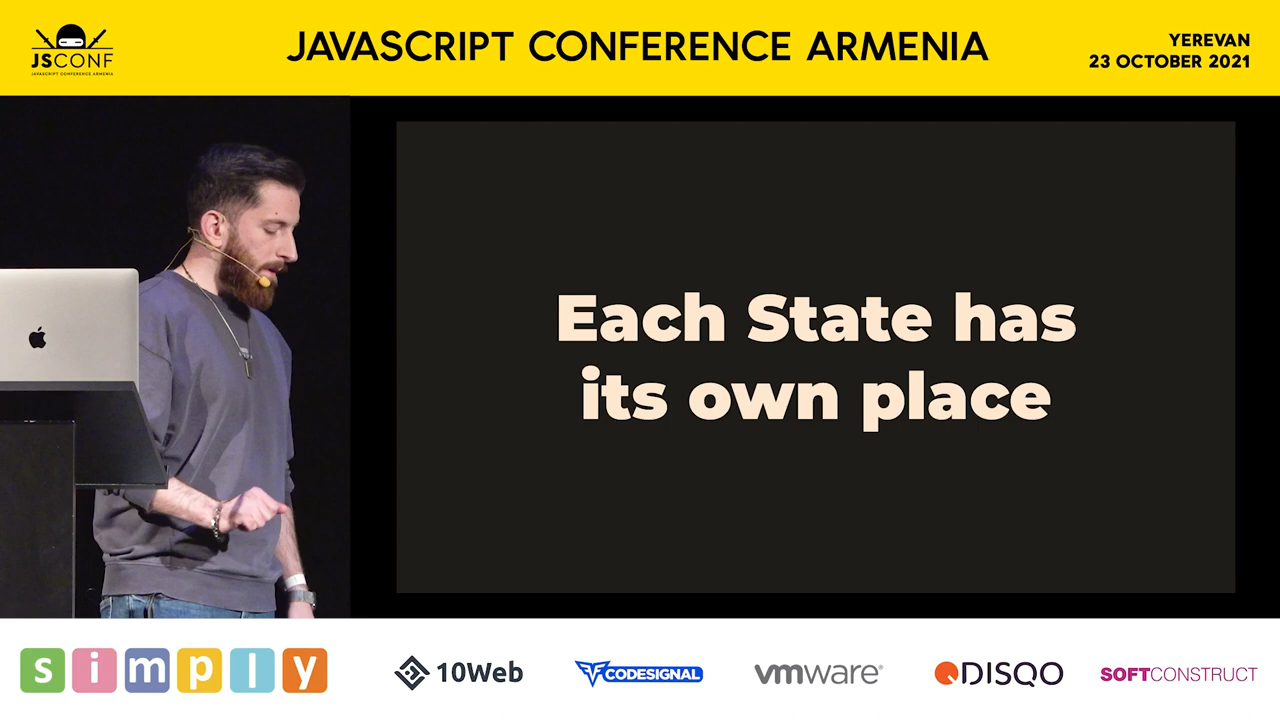 JSCONF
JAVASCRIPT CONFERENCE ARMENIA
JAVASCRIPT CONFERENCE ARMENIA
YEREVAN
23 OCTOBER 2021
Each State has
its own place
simply
10Web
CODESIGNAL
vmware®
DISQO
SOFTCONSTRUCT